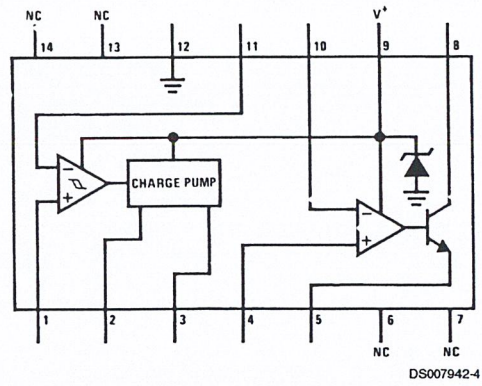 NC NC V+
14 13 12 11 10 9 8
−
+
CHARGE PUMP
−
+
1 2 3 4 5 6 7
NC NC
DS007942-4